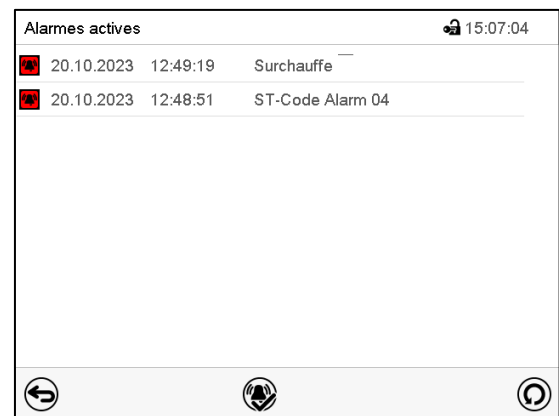 Alarmes actives 15:07:04
20.10.2023 12:49:19 Surchauffe
20.10.2023 12:48:51 ST-Code Alarm 04